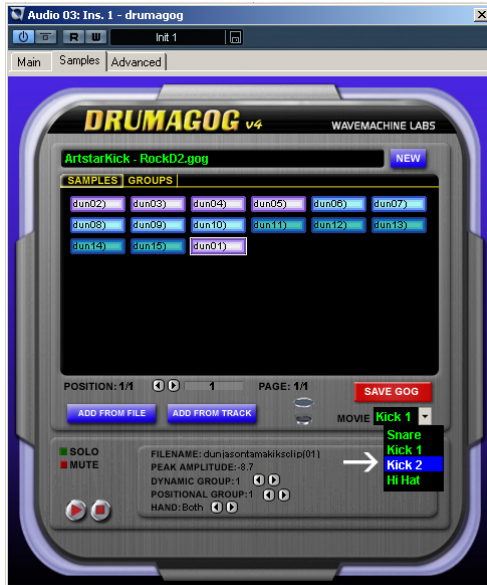 Audio 03: Ins. 1 - drumagog
R W Init 1
Main Samples Advanced
DRUMAGOG v4 WAVEMACHINE LABS
ArtstarKick - RockD2.gog NEW
SAMPLES GROUPS
dun02) dun03) dun04) dun05) dun06) dun07)
dun08) dun09) dun10) dun11) dun12) dun13)
dun14) dun15) dun01)
POSITION: 1/1 1 PAGE: 1/1
SAVE GOG
ADD FROM FILE ADD FROM TRACK MOVIE Kick 1
Snare
Kick 1
Kick 2
Hi Hat
SOLO
MUTE
FILENAME: dunjasontamakikslip(01)
PEAK AMPLITUDE:-8.7
DYNAMIC GROUP:1
POSITIONAL GROUP:1
HAND: Both